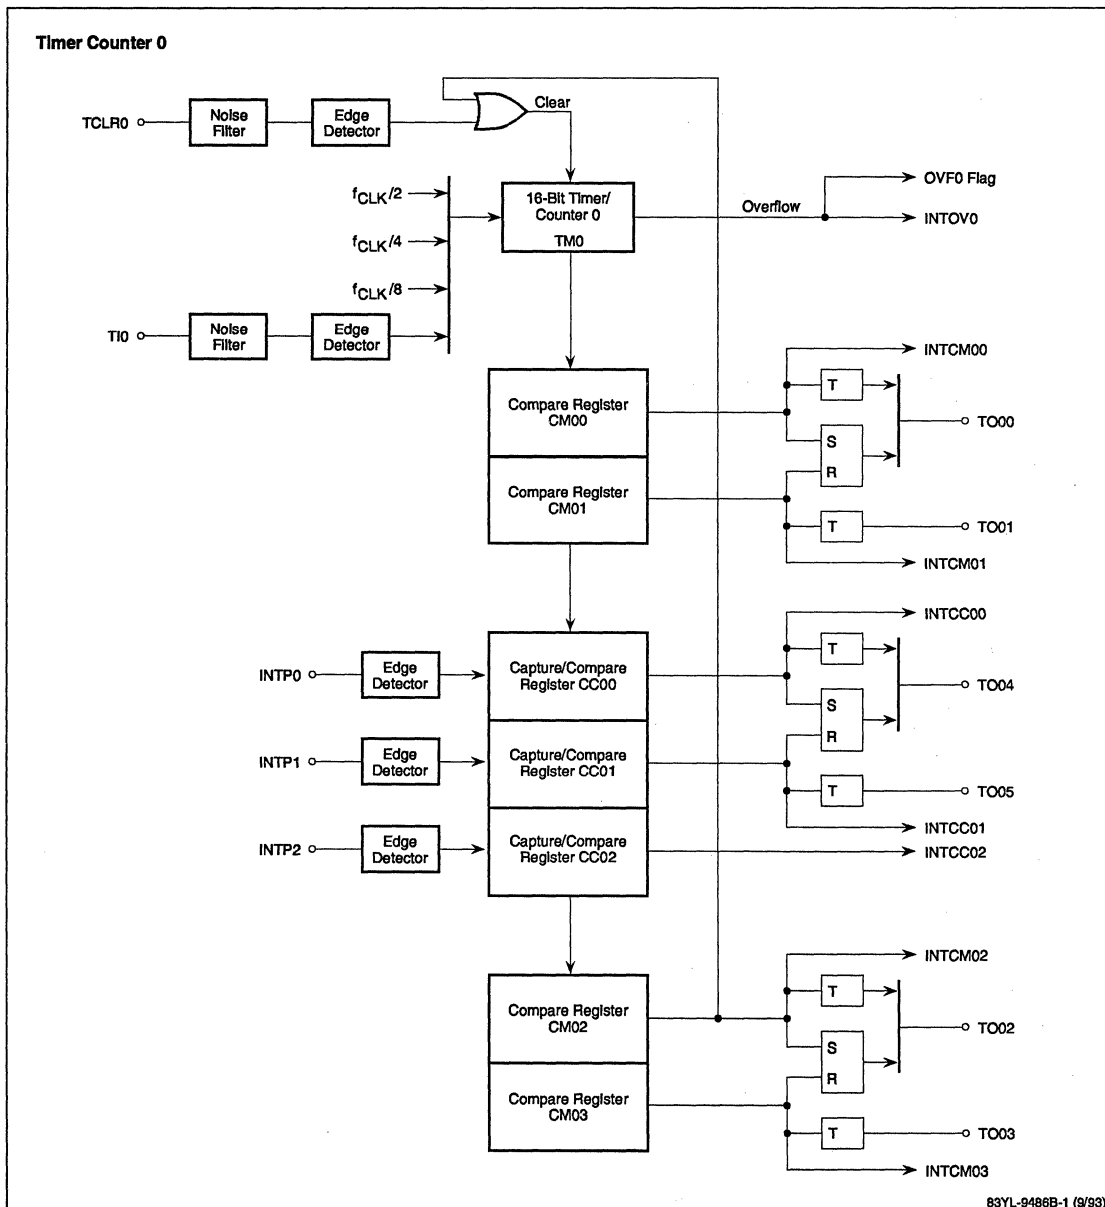 Timer Counter 0
TCLR0
Noise
Filter
Edge
Detector
Clear
fCLK/2
fCLK/4
fCLK/8
16-Bit Timer/
Counter 0
TM0
Overflow
OVF0 Flag
INTOV0
TI0
Noise
Filter
Edge
Detector
Compare Register
CM00
Compare Register
CM01
INTCM00
T
S
R
TO00
T
TO01
INTCM01
INTP0
Edge
Detector
Capture/Compare
Register CC00
INTP1
Edge
Detector
Capture/Compare
Register CC01
INTP2
Edge
Detector
Capture/Compare
Register CC02
INTCC00
T
S
R
TO04
T
TO05
INTCC01
INTCC02
Compare Register
CM02
Compare Register
CM03
INTCM02
T
S
R
TO02
T
TO03
INTCM03
83YL-9486B-1 (9/93)